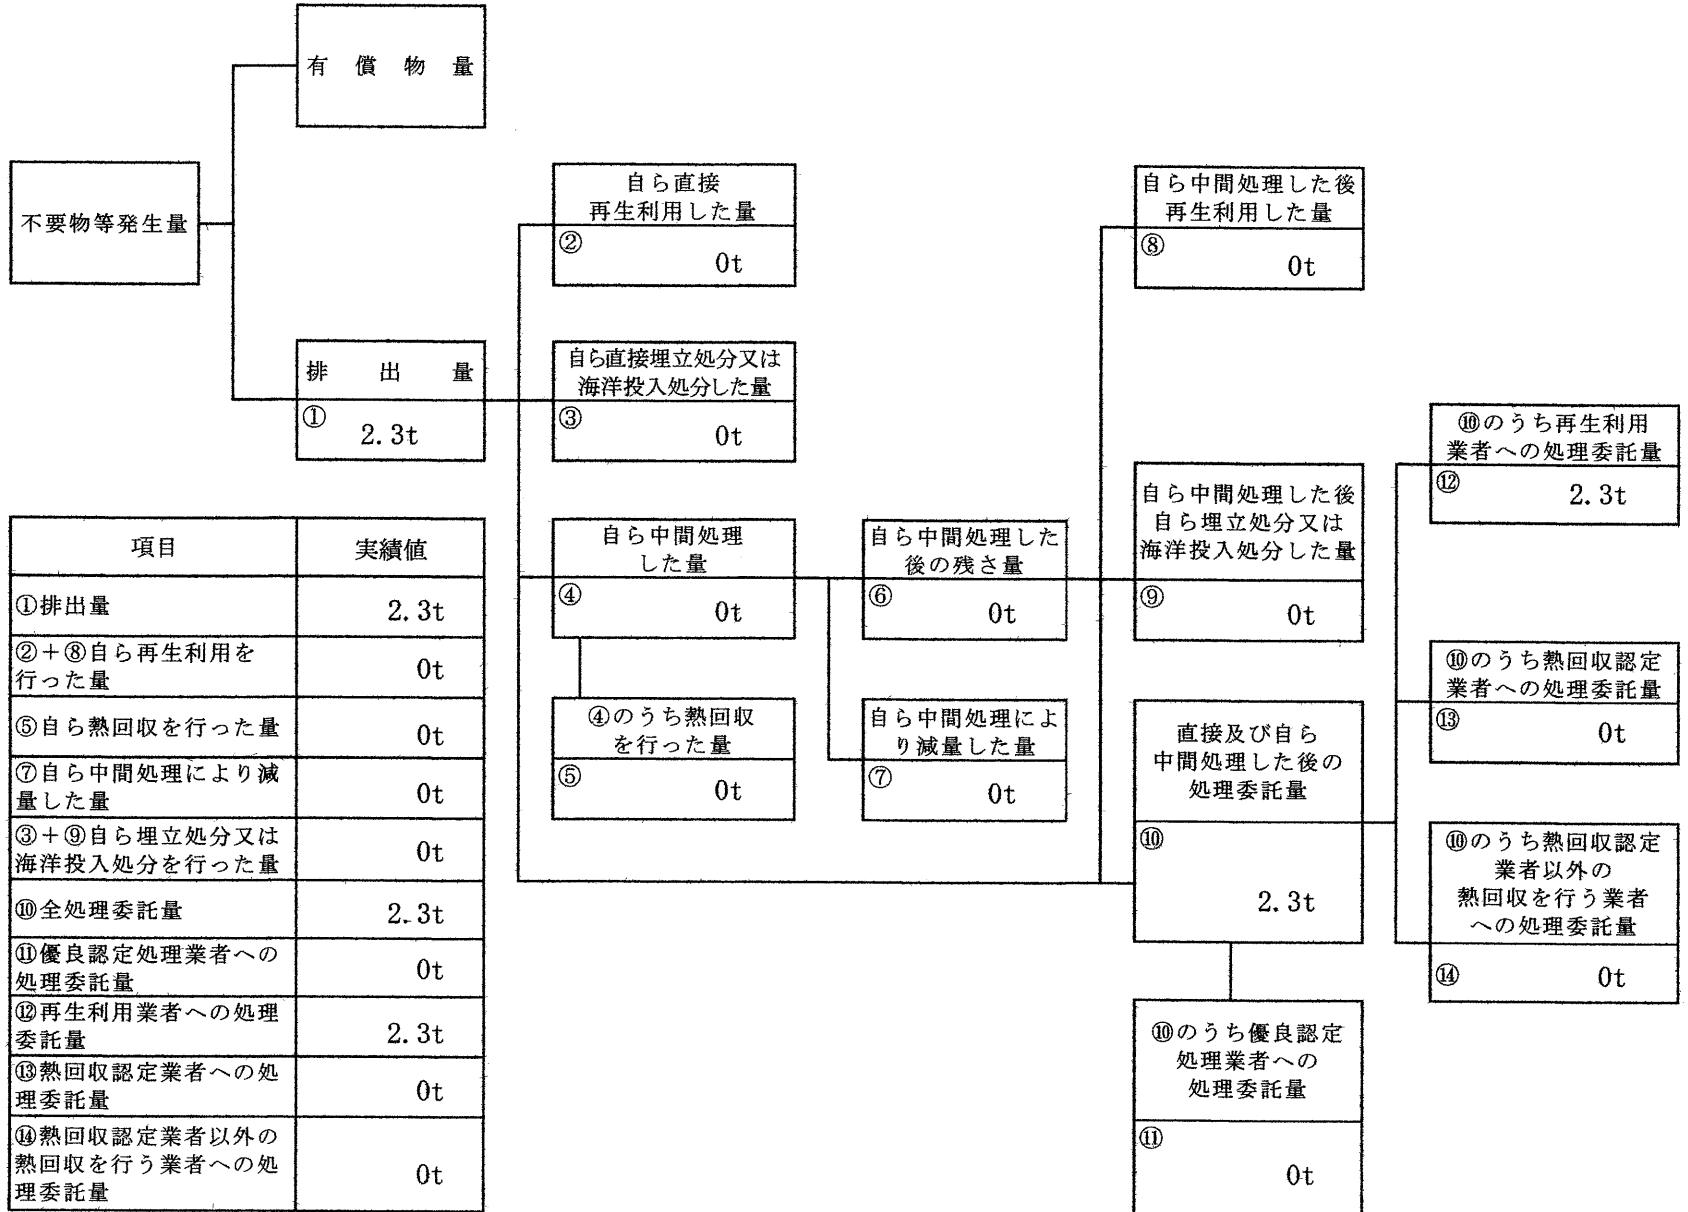 有償物量
不要物等発生量
排出量
①
2.3t
自ら直接
再生利用した量
②
0t
自ら直接埋立処分又は
海洋投入処分した量
③
0t
自ら中間処理
した量
④
0t
④のうち熱回収
を行った量
⑤
0t
自ら中間処理した
後の残さ量
⑥
0t
自ら中間処理によ
り減量した量
⑦
0t
自ら中間処理した後
再生利用した量
⑧
0t
自ら中間処理した後
自ら埋立処分又は
海洋投入処分した量
⑨
0t
直接及び自ら
中間処理した後の
処理委託量
⑩
2.3t
⑩のうち優良認定
処理業者への
処理委託量
⑪
0t
⑩のうち再生利用
業者への処理委託量
⑫
2.3t
⑩のうち熱回収認定
業者への処理委託量
⑬
0t
⑩のうち熱回収認定
業者以外の
熱回収を行う業者
への処理委託量
⑭
0t
項目 実績値
①排出量 2.3t
②+⑧自ら再生利用を
行った量 0t
⑤自ら熱回収を行った量 0t
⑦自ら中間処理により減
量した量 0t
③+⑨自ら埋立処分又は
海洋投入処分を行った量 0t
⑩全処理委託量 2.3t
⑪優良認定処理業者への
処理委託量 0t
⑫再生利用業者への処理
委託量 2.3t
⑬熱回収認定業者への処
理委託量 0t
⑭熱回収認定業者以外の
熱回収を行う業者への処
理委託量 0t